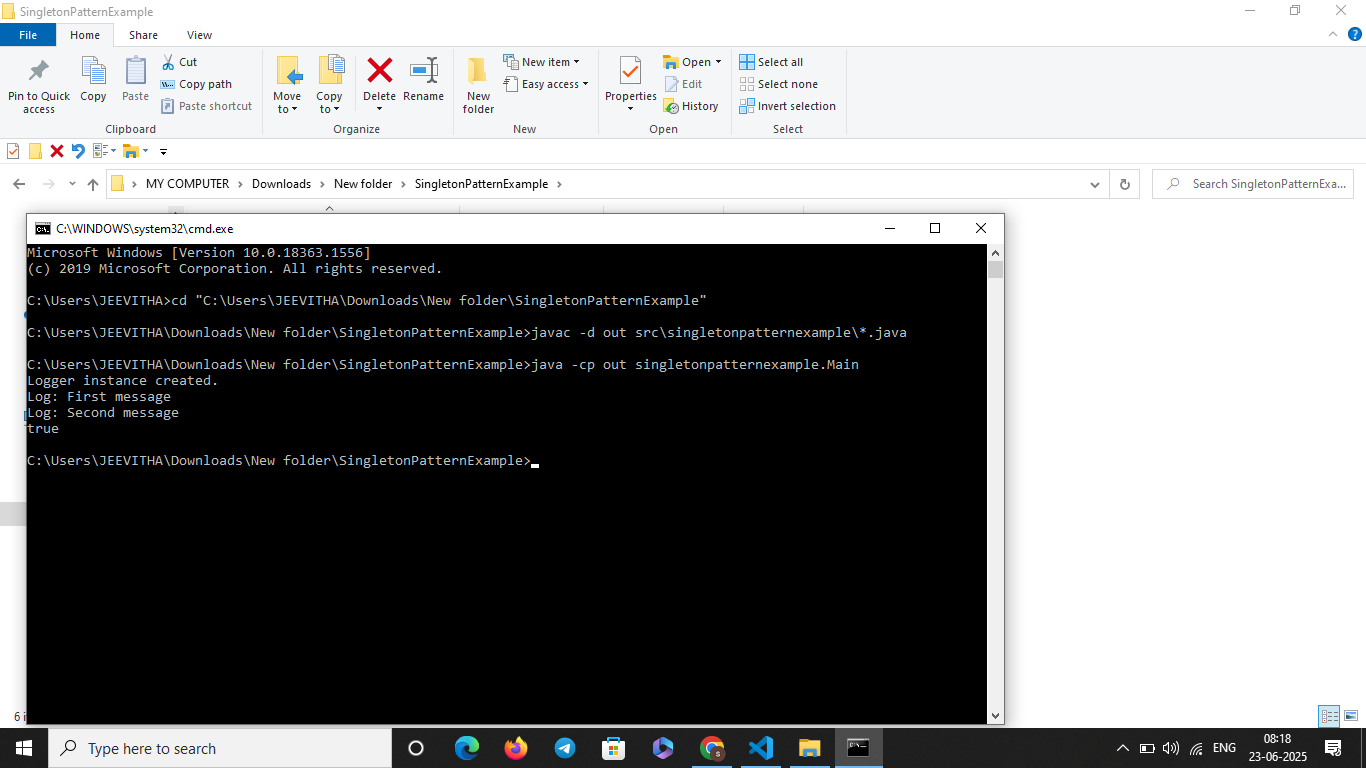 SingletonPatternExample
File Home Share View
Pin to Quick access
Copy
Paste
Cut
Copy path
Paste shortcut
Clipboard
Move to
Copy to
Delete
Rename
Organize
New folder
New item
Easy access
New
Properties
Open
Edit
History
Open
Select all
Select none
Invert selection
Select
MY COMPUTER > Downloads > New folder > SingletonPatternExample >
Search SingletonPatternExa...
C:\WINDOWS\system32\cmd.exe
Microsoft Windows [Version 10.0.18363.1556]
(c) 2019 Microsoft Corporation. All rights reserved.
C:\Users\JEEVITHA>cd "C:\Users\JEEVITHA\Downloads\New folder\SingletonPatternExample"
C:\Users\JEEVITHA\Downloads\New folder\SingletonPatternExample>javac -d out src\singletonpatternexample\*.java
C:\Users\JEEVITHA\Downloads\New folder\SingletonPatternExample>java -cp out singletonpatternexample.Main
Logger instance created.
Log: First message
Log: Second message
true
C:\Users\JEEVITHA\Downloads\New folder\SingletonPatternExample>
6 i
Type here to search
ENG
08:18
23-06-2025